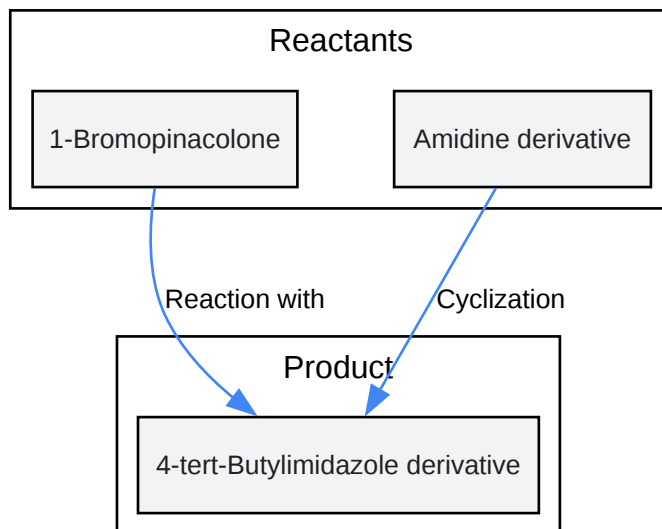 Reactants
1-Bromopinacolone
Amidine derivative
Reaction with
Cyclization
Product
4-tert-Butylimidazole derivative